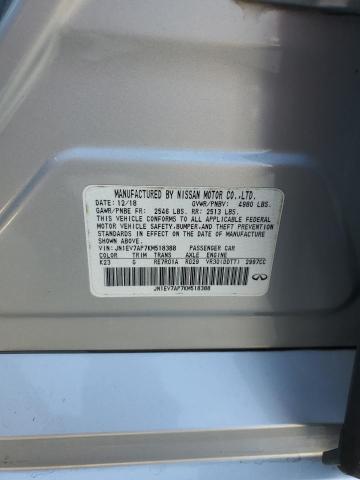 MANUFACTURED BY NISSAN MOTOR CO.,LTD.
DATE: 12/18 GVWR/PNBV: 4980 LBS.
GAWR/PNBE FR: 2546 LBS. RR: 2513 LBS.
THIS VEHICLE CONFORMS TO ALL APPLICABLE FEDERAL
MOTOR VEHICLE SAFETY,BUMPER,AND THEFT PREVENTION
STANDARDS IN EFFECT ON THE DATE OF MANUFACTURE
SHOWN ABOVE.
VIN: JN1EV7AP7KM518308 PASSENGER CAR
COLOR TRIM TRANS AXLE ENGINE
K23 G RE7R01A R029 VR30(DDTT) 2997CC
JN1EV7AP7KM518308